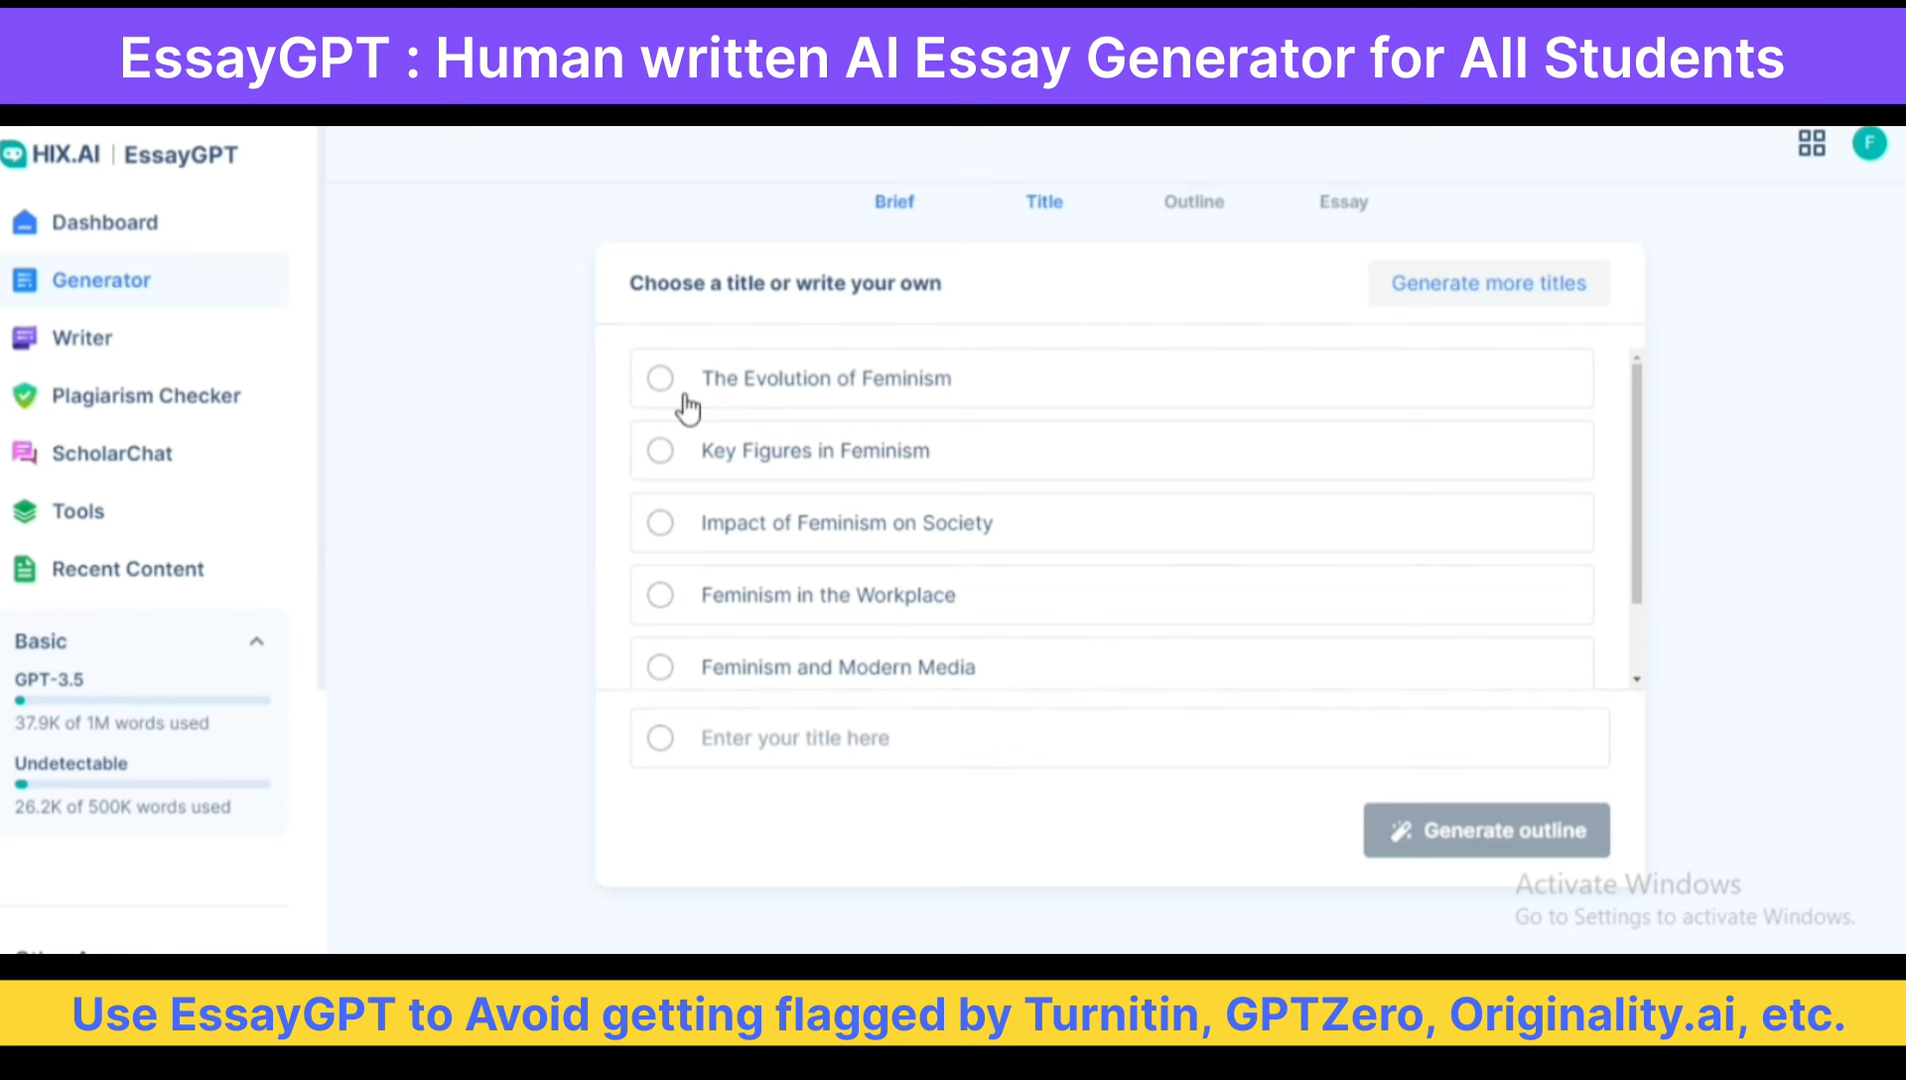 EssayGPT : Human written AI Essay Generator for All Students
HIX.AI | EssayGPT
F
Dashboard
Generator
Writer
Plagiarism Checker
ScholarChat
Tools
Recent Content
Basic
GPT-3.5
37.9K of 1M words used
Undetectable
26.2K of 500K words used
Brief Title Outline Essay
Choose a title or write your own
Generate more titles
The Evolution of Feminism
Key Figures in Feminism
Impact of Feminism on Society
Feminism in the Workplace
Feminism and Modern Media
Enter your title here
Generate outline
Activate Windows
Go to Settings to activate Windows.
Use EssayGPT to Avoid getting flagged by Turnitin, GPTZero, Originality.ai, etc.